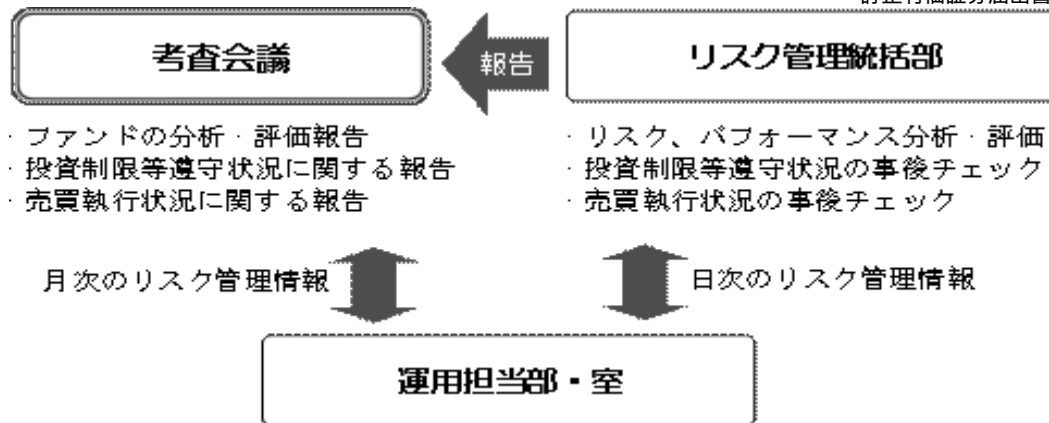 考査会議
報告
リスク管理統括部
・ファンドの分析・評価報告
・投資制限等遵守状況に関する報告
・売買執行状況に関する報告
・リスク、パフォーマンス分析・評価
・投資制限等遵守状況の事後チェック
・売買執行状況の事後チェック
月次のリスク管理情報
日次のリスク管理情報
運用担当部・室